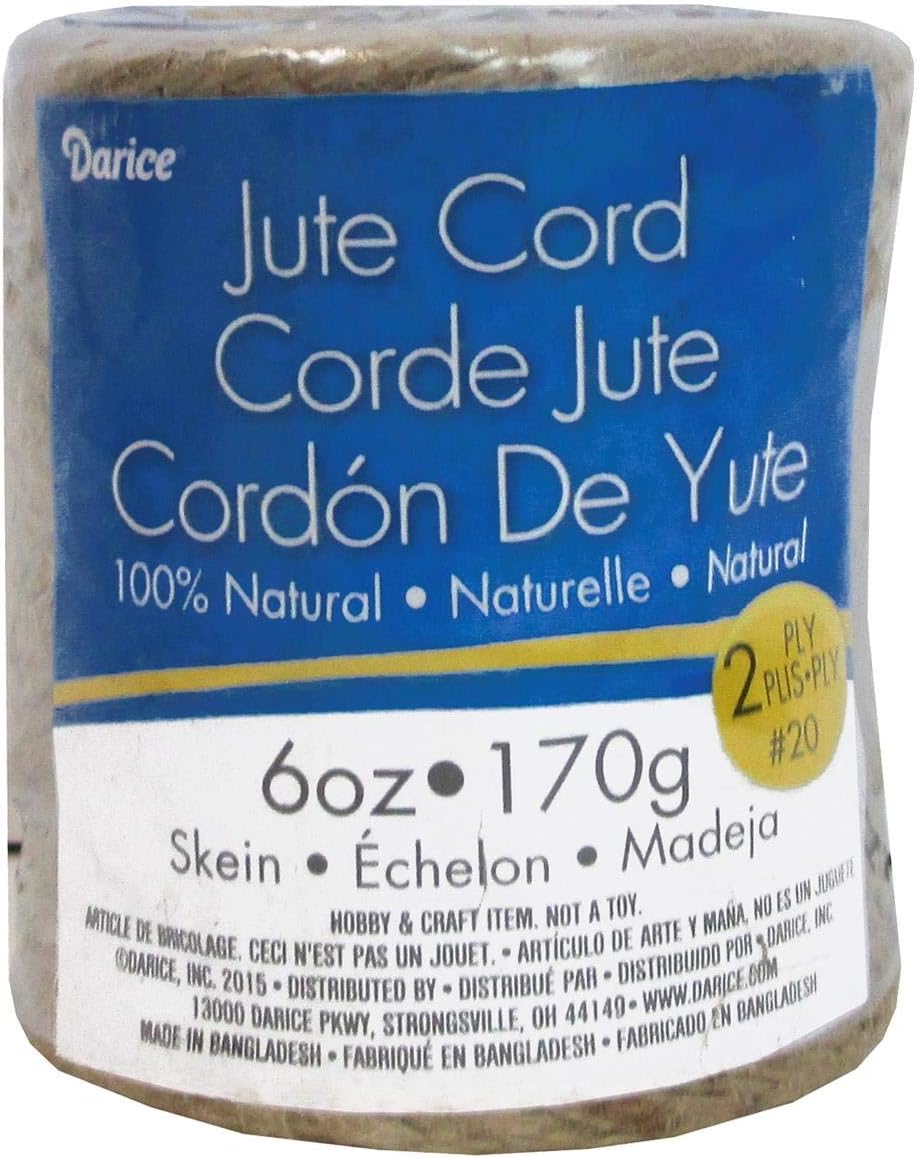 Darice
Jute Cord
Corde Jute
Cordón De Yute
100% Natural • Naturelle • Natural
2 PLY
PLIS•PLY
#20
6oz•170g
Skein • Échelon • Madeja
HOBBY & CRAFT ITEM. NOT A TOY.
ARTICLE DE BRICOLAGE. CECI N'EST PAS UN JOUET. • ARTÍCULO DE ARTE Y MAÑA, NO ES UN JUGUETE
©DARICE, INC. 2015 • DISTRIBUTED BY • DISTRIBUÉ PAR • DISTRIBUIDO POR • DARICE, INC.
13000 DARICE PKWY, STRONGSVILLE, OH 44149 • WWW.DARICE.COM
MADE IN BANGLADESH • FABRIQUÉ EN BANGLADESH • FABRICADO EN BANGLADESH